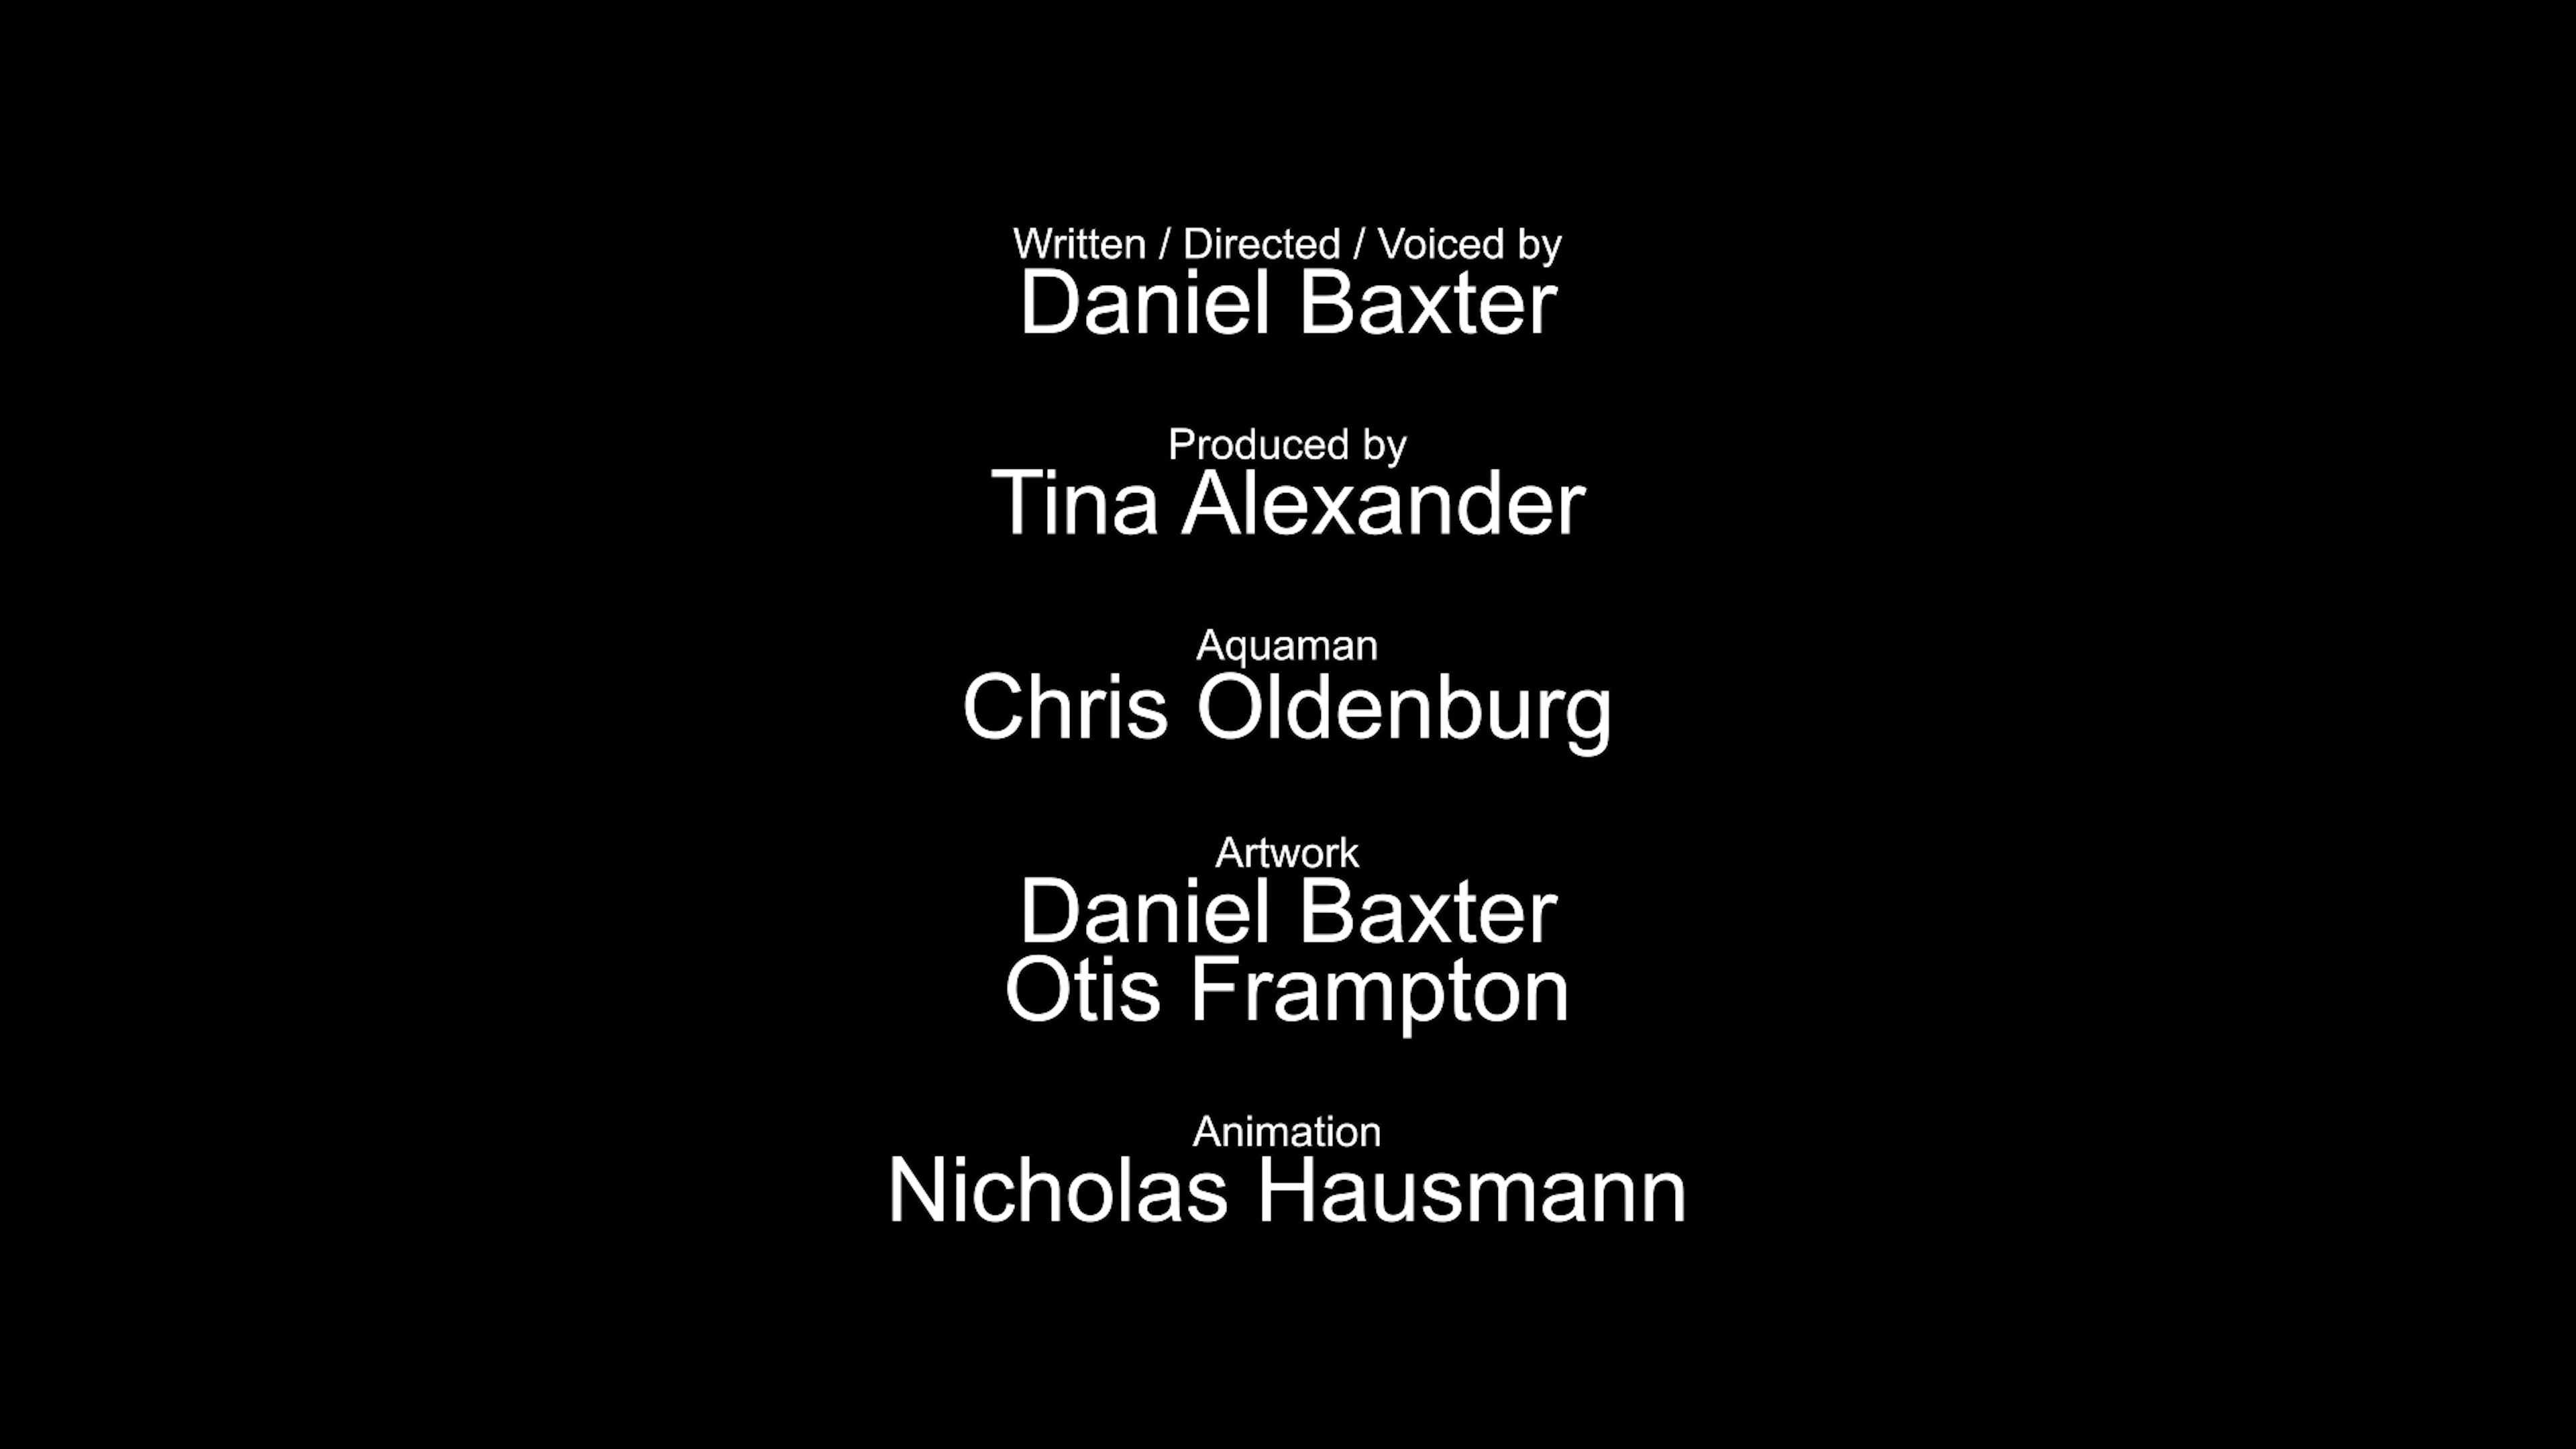 Written / Directed / Voiced by
Daniel Baxter
Produced by
Tina Alexander
Aquaman
Chris Oldenburg
Artwork
Daniel Baxter
Otis Frampton
Animation
Nicholas Hausmann